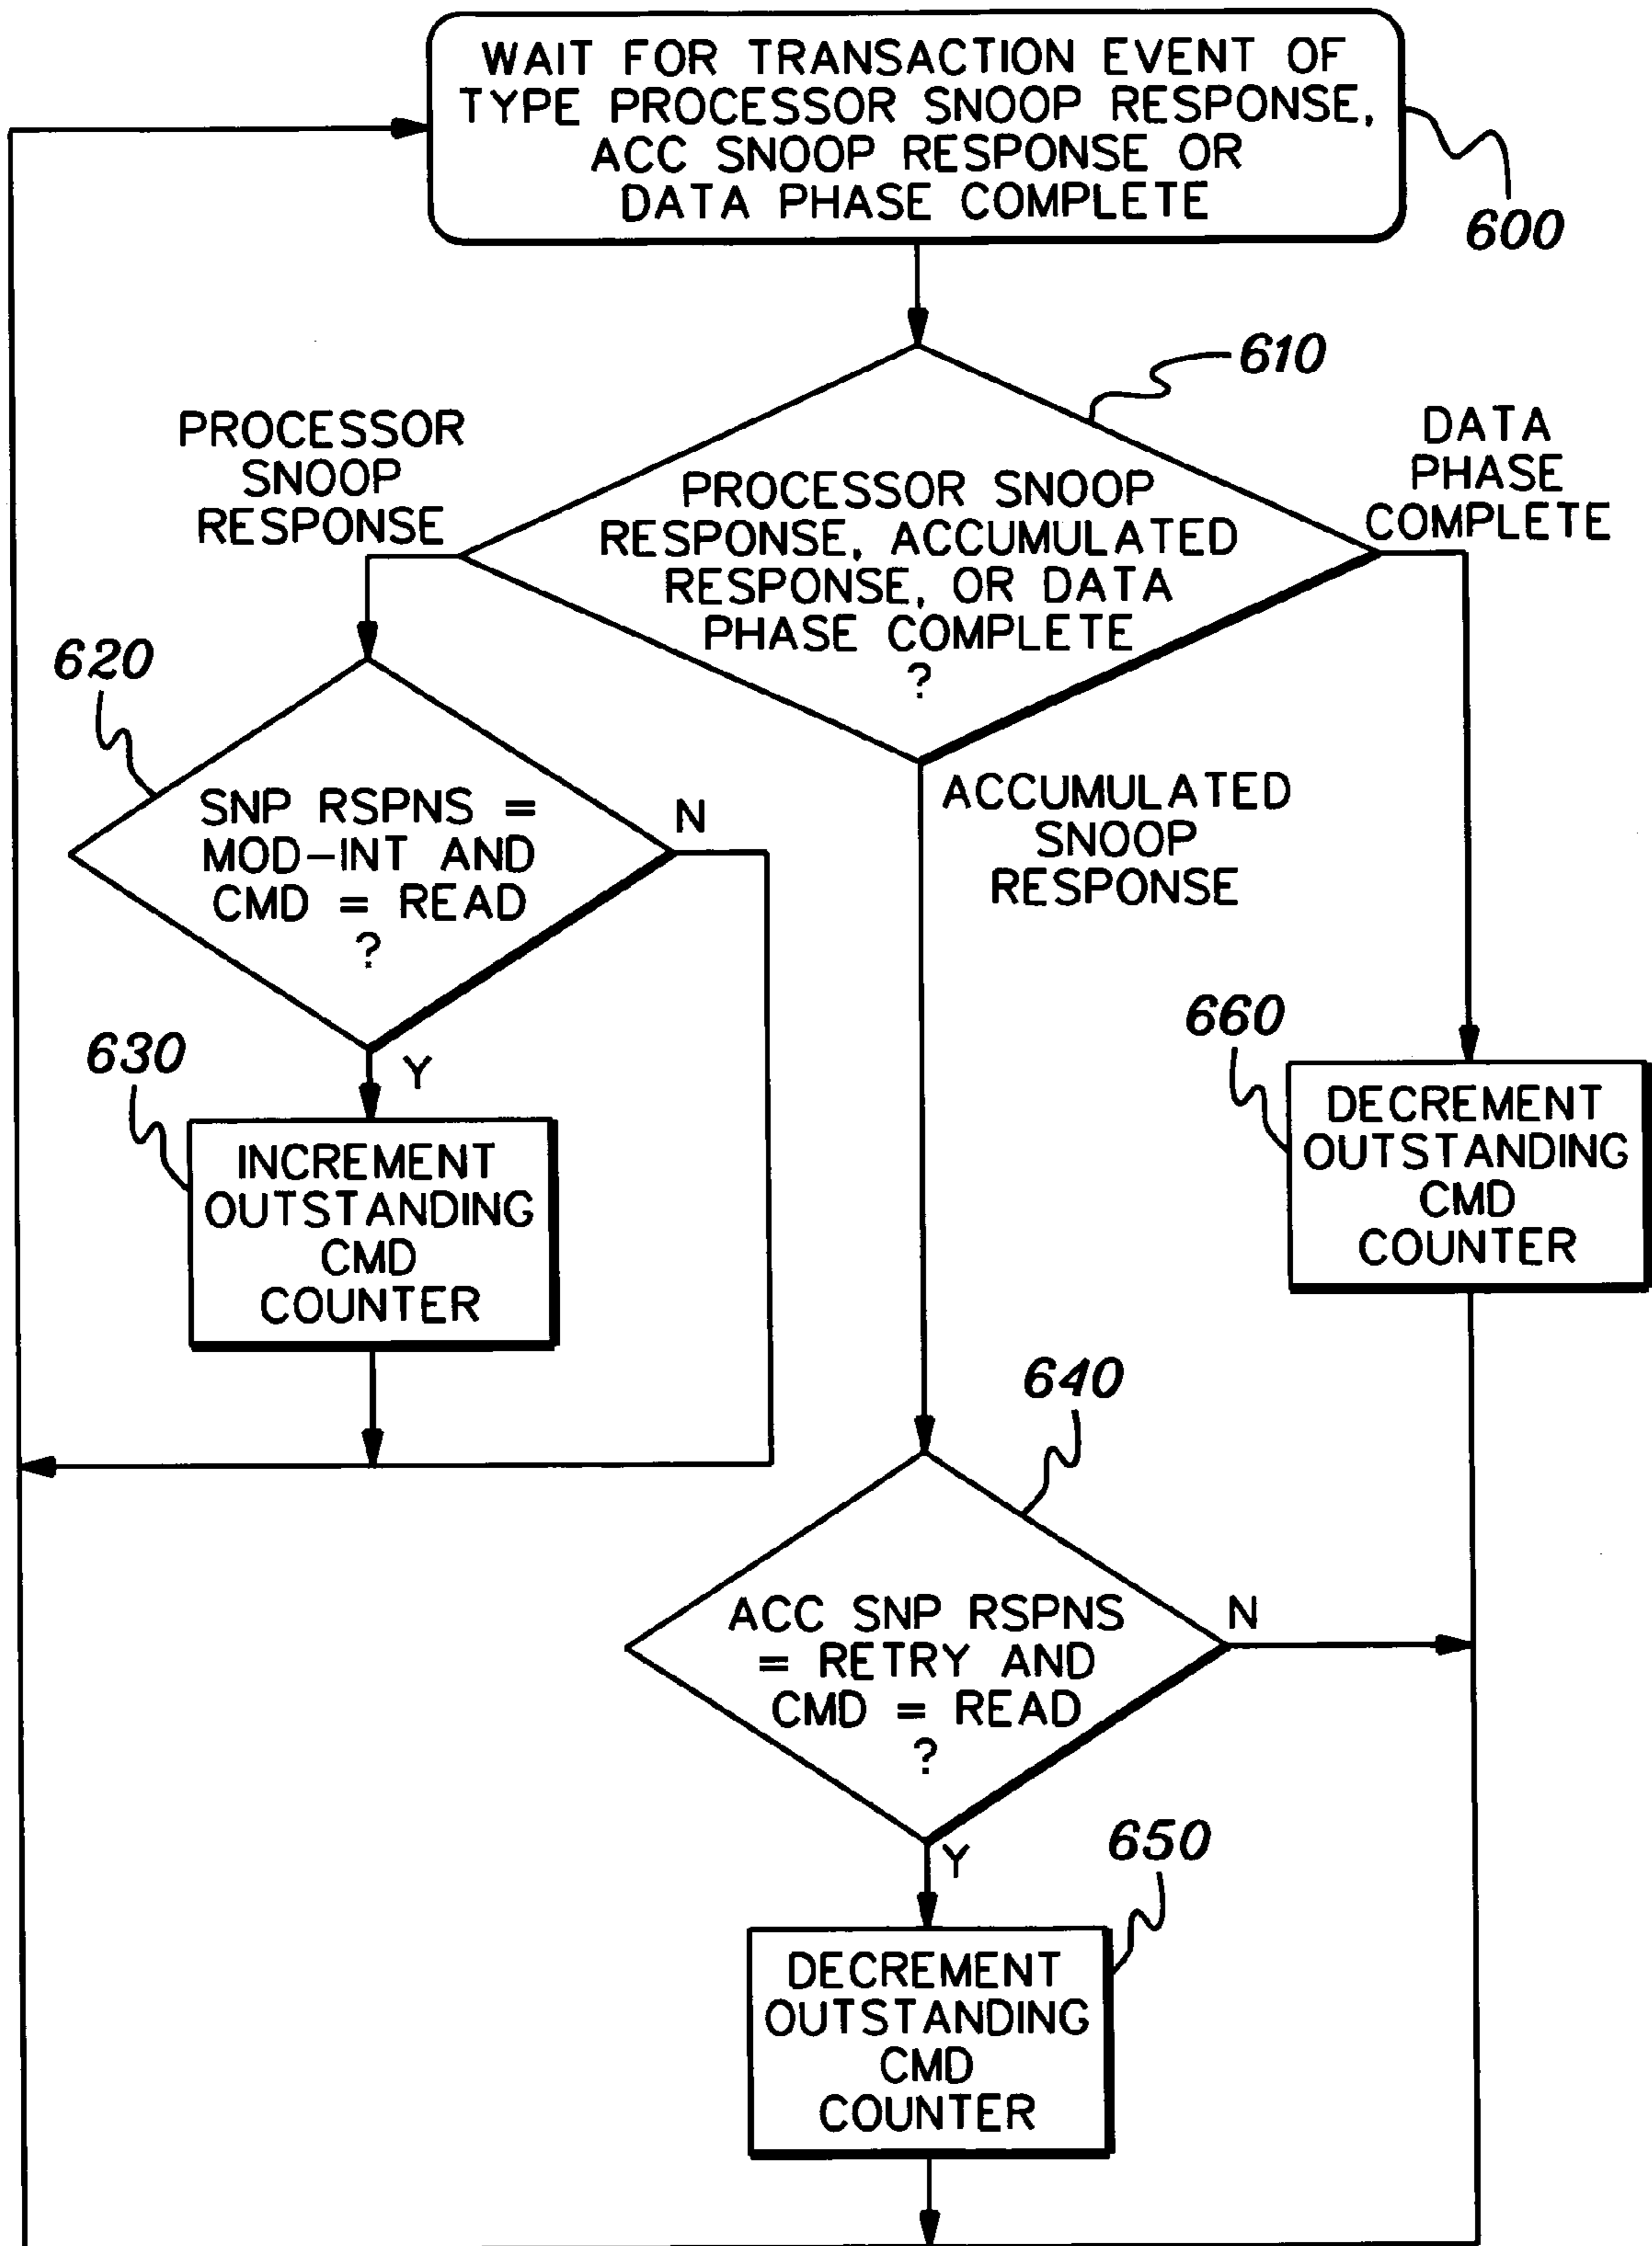 WAIT FOR TRANSACTION EVENT OF
TYPE PROCESSOR SNOOP RESPONSE,
ACC SNOOP RESPONSE OR
DATA PHASE COMPLETE
600
610
PROCESSOR
SNOOP
RESPONSE
DATA
PHASE
COMPLETE
PROCESSOR SNOOP
RESPONSE, ACCUMULATED
RESPONSE, OR DATA
PHASE COMPLETE
?
620
SNP RSPNS =
MOD-INT AND
CMD = READ
?
N
Y
ACCUMULATED
SNOOP
RESPONSE
630
INCREMENT
OUTSTANDING
CMD
COUNTER
660
DECREMENT
OUTSTANDING
CMD
COUNTER
640
ACC SNP RSPNS
= RETRY AND
CMD = READ
?
N
Y
650
DECREMENT
OUTSTANDING
CMD
COUNTER